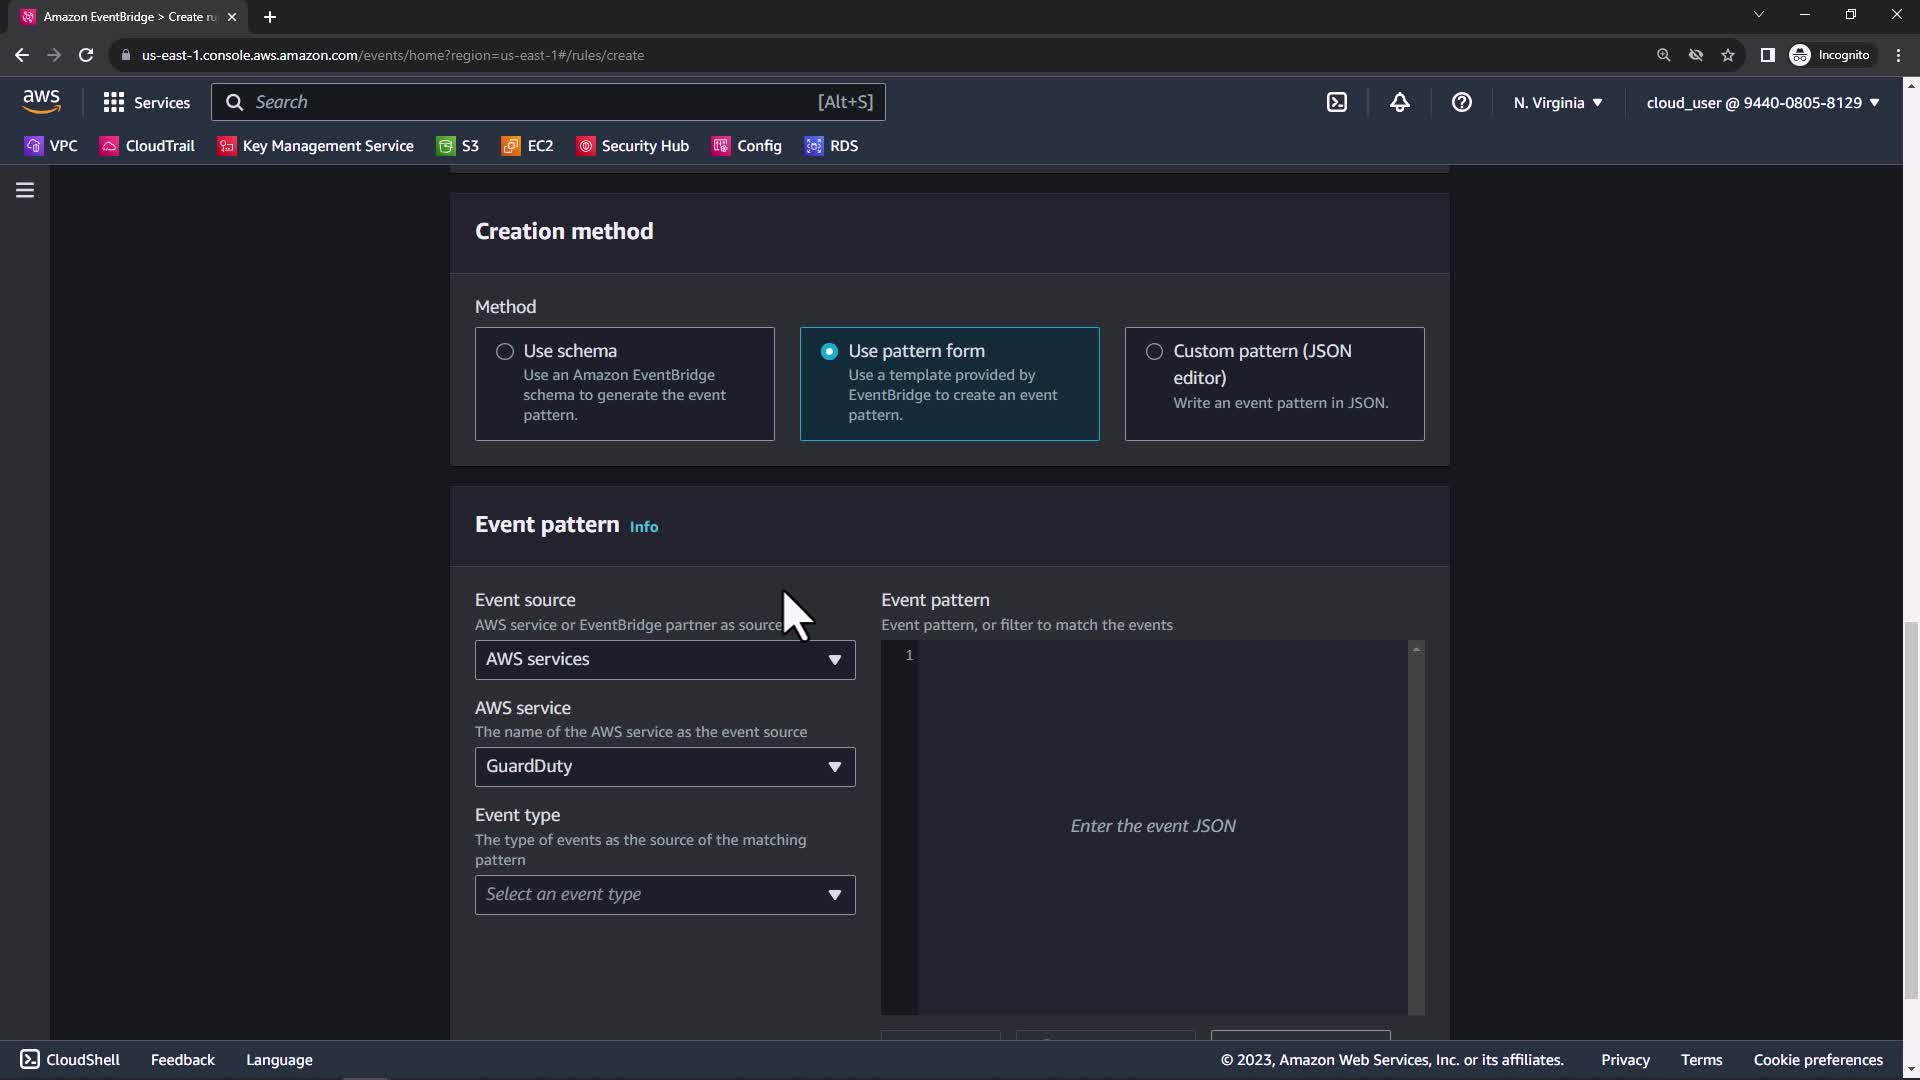 Amazon EventBridge > Create ru
us-east-1.console.aws.amazon.com/events/home?region=us-east-1#/rules/create
Incognito
aws
Services
Search
[Alt+S]
N. Virginia
cloud_user @ 9440-0805-8129
VPC
CloudTrail
Key Management Service
S3
EC2
Security Hub
Config
RDS
Creation method
Method
Use schema
Use an Amazon EventBridge
schema to generate the event
pattern.
Use pattern form
Use a template provided by
EventBridge to create an event
pattern.
Custom pattern (JSON
editor)
Write an event pattern in JSON.
Event pattern Info
Event source
AWS service or EventBridge partner as source
AWS services
AWS service
The name of the AWS service as the event source
GuardDuty
Event type
The type of events as the source of the matching
pattern
Select an event type
Event pattern
Event pattern, or filter to match the events
1
Enter the event JSON
CloudShell
Feedback
Language
© 2023, Amazon Web Services, Inc. or its affiliates.
Privacy
Terms
Cookie preferences